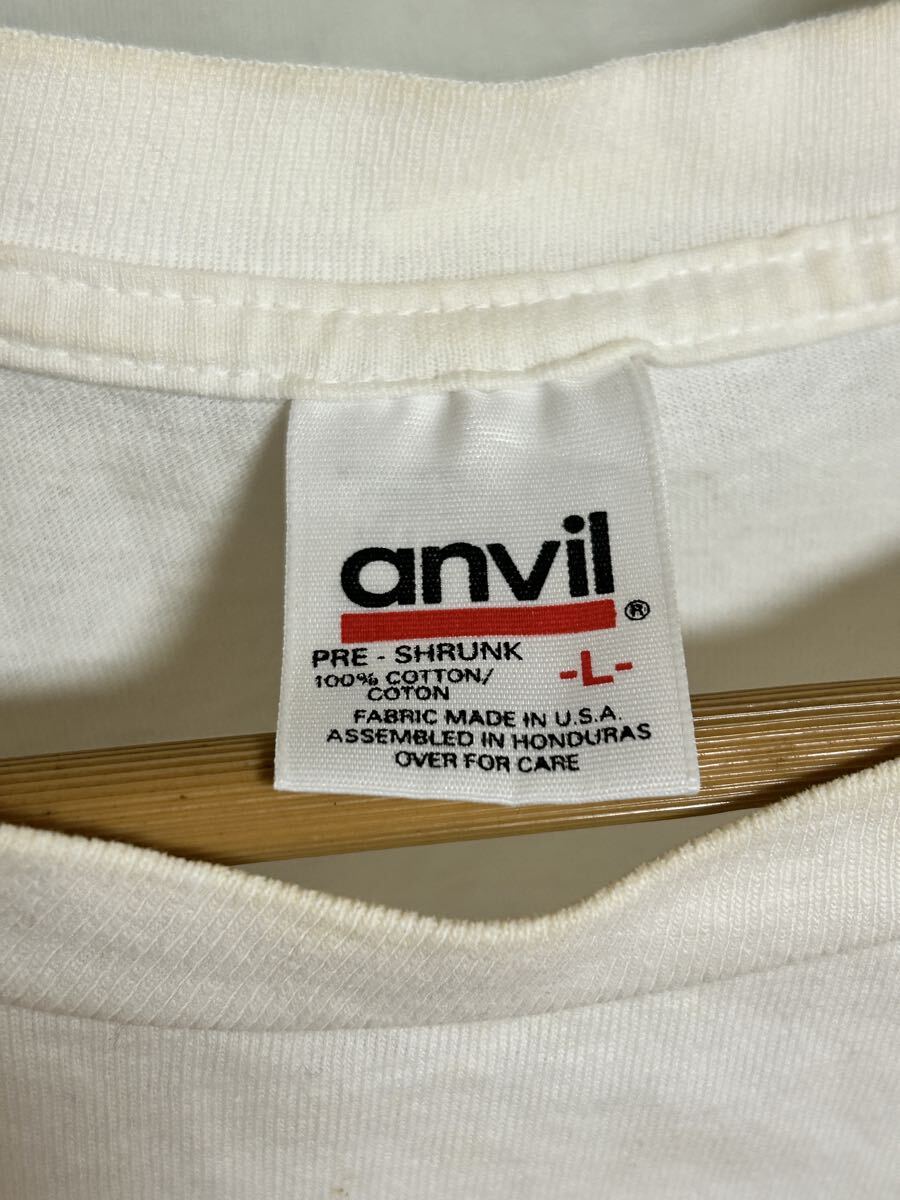 anvil ®
PRE - SHRUNK
-L-
100% COTTON/
COTON
FABRIC MADE IN U.S.A.
ASSEMBLED IN HONDURAS
OVER FOR CARE